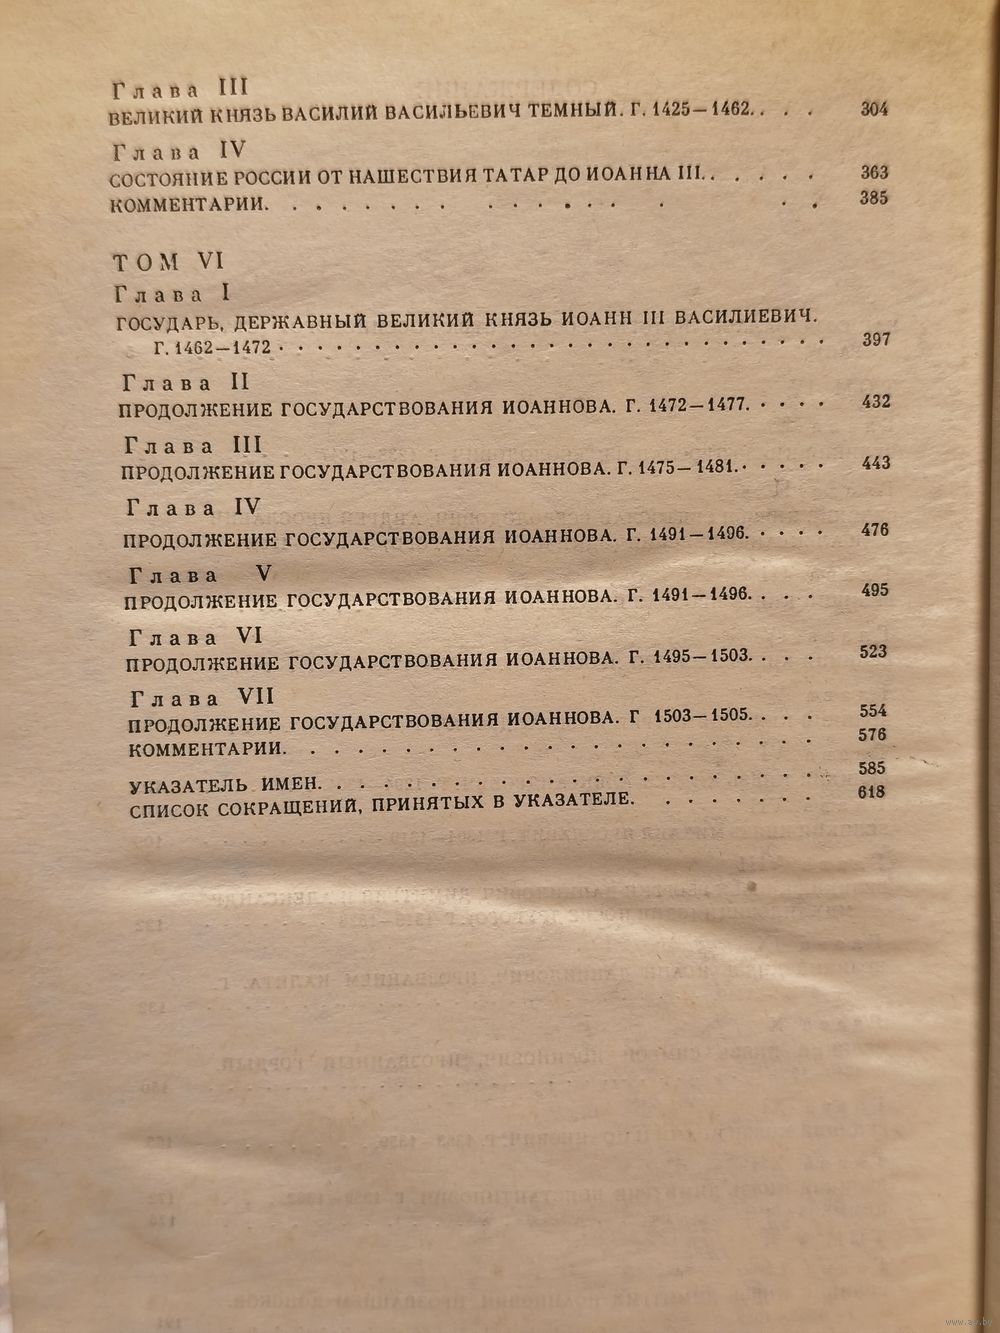 Глава III
ВЕЛИКИЙ КНЯЗЬ ВАСИЛИЙ ВАСИЛЬЕВИЧ ТЕМНЫЙ. Г. 1425—1462. . . . 304
Глава IV
СОСТОЯНИЕ РОССИИ ОТ НАШЕСТВИЯ ТАТАР ДО ИОАННА III. . . . . . 363
КОММЕНТАРИИ. . . . . . . . . . . . . . . . . 385
ТОМ VI
Глава I
ГОСУДАРЬ, ДЕРЖАВНЫЙ ВЕЛИКИЙ КНЯЗЬ ИОАНН III ВАСИЛИЕВИЧ.
Г. 1462—1472 . . . . . . . . . . . . . . . . . . . . . . . . . . . . 397
Глава II
ПРОДОЛЖЕНИЕ ГОСУДАРСТВОВАНИЯ ИОАННОВА. Г. 1472—1477. . . . . 432
Глава III
ПРОДОЛЖЕНИЕ ГОСУДАРСТВОВАНИЯ ИОАННОВА. Г. 1475—1481. . . . . . 443
Глава IV
ПРОДОЛЖЕНИЕ ГОСУДАРСТВОВАНИЯ ИОАННОВА. Г. 1491—1496. . . . . 476
Глава V
ПРОДОЛЖЕНИЕ ГОСУДАРСТВОВАНИЯ ИОАННОВА. Г. 1491—1496. . . . 495
Глава VI
ПРОДОЛЖЕНИЕ ГОСУДАРСТВОВАНИЯ ИОАННОВА. Г. 1495—1503. . . . 523
Глава VII
ПРОДОЛЖЕНИЕ ГОСУДАРСТВОВАНИЯ ИОАННОВА. Г 1503—1505. . . . 554
КОММЕНТАРИИ. . . . . . . . . . . . . . . . . . . . . . . 576
УКАЗАТЕЛЬ ИМЕН. . . . . . . . . . . . . . . . . . . . . . 585
СПИСОК СОКРАЩЕНИЙ, ПРИНЯТЫХ В УКАЗАТЕЛЕ. . . . . . . . 618
www.ay.by